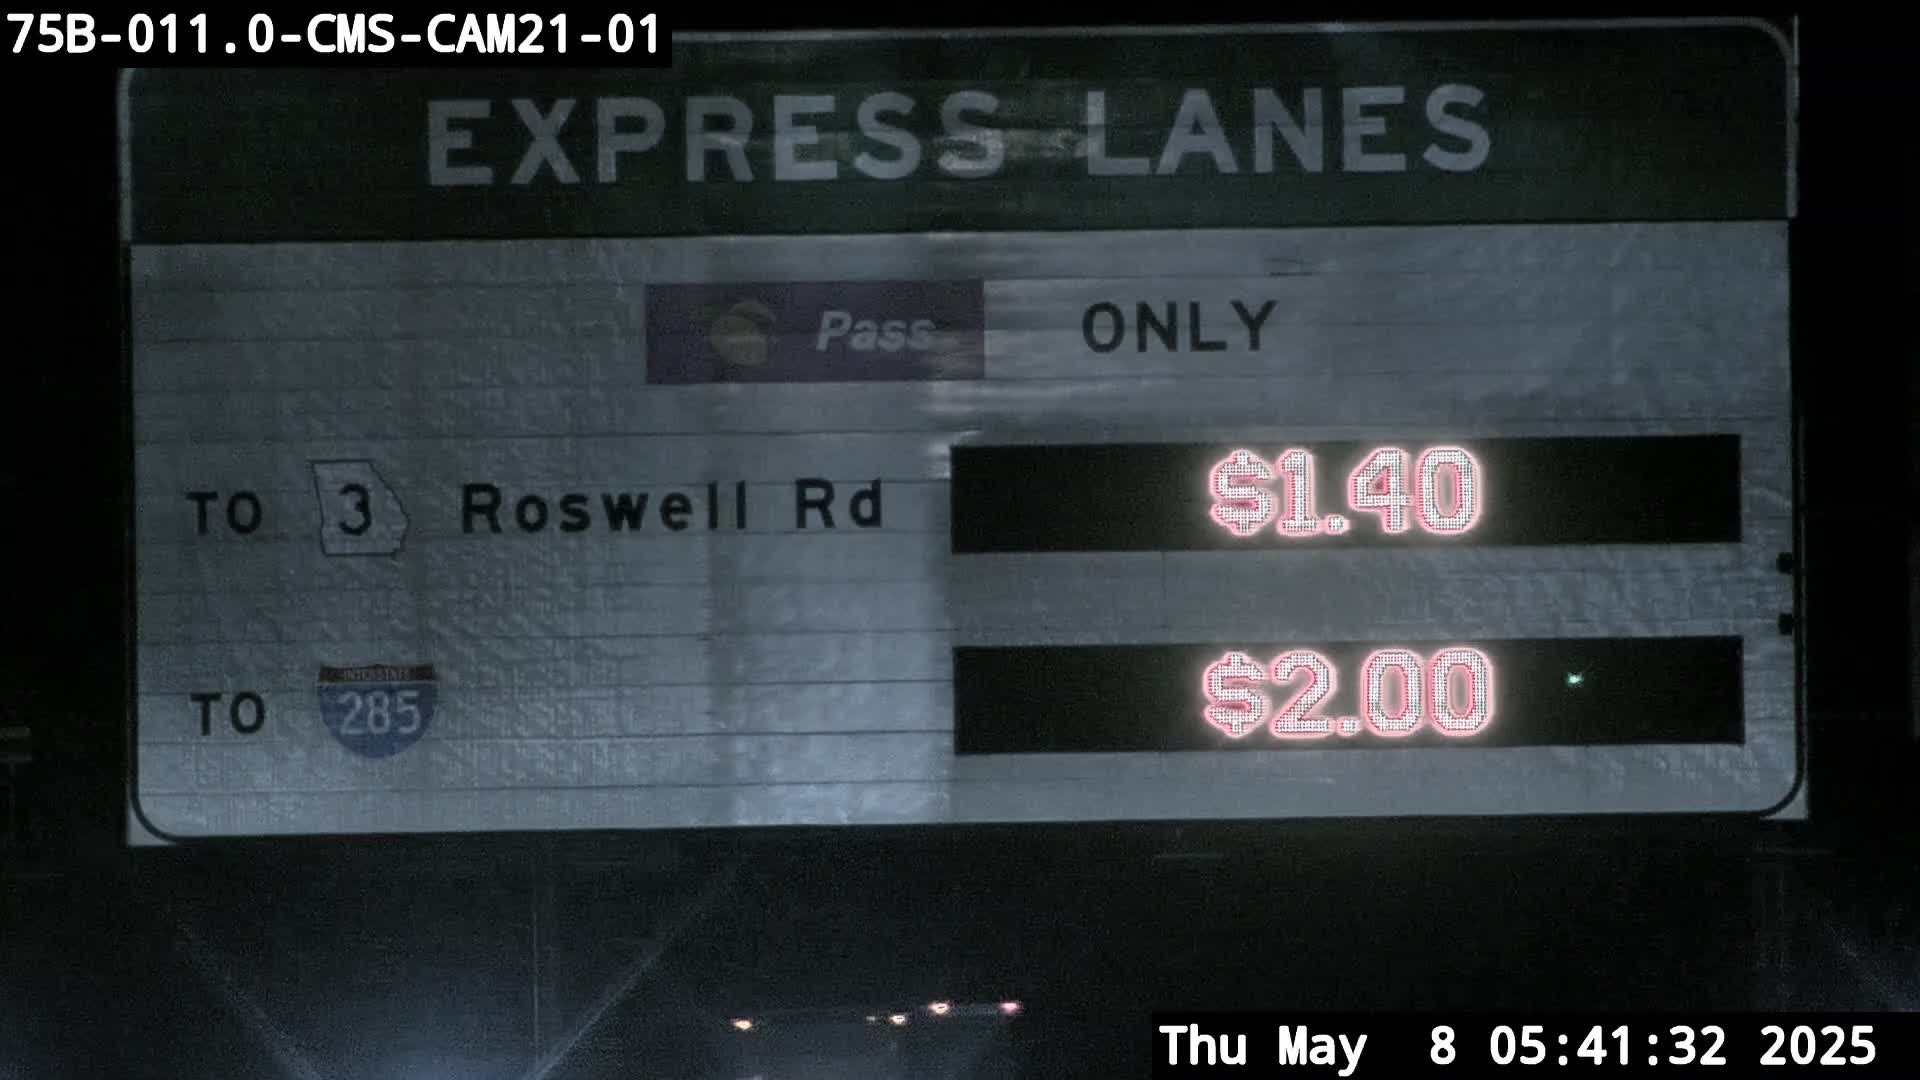 75B-011.0-CMS-CAM21-01
EXPRESS LANES
Pass ONLY
TO 3 Roswell Rd $1.40
INTERSTATE
TO 285 $2.00
Thu May 8 05:41:32 2025